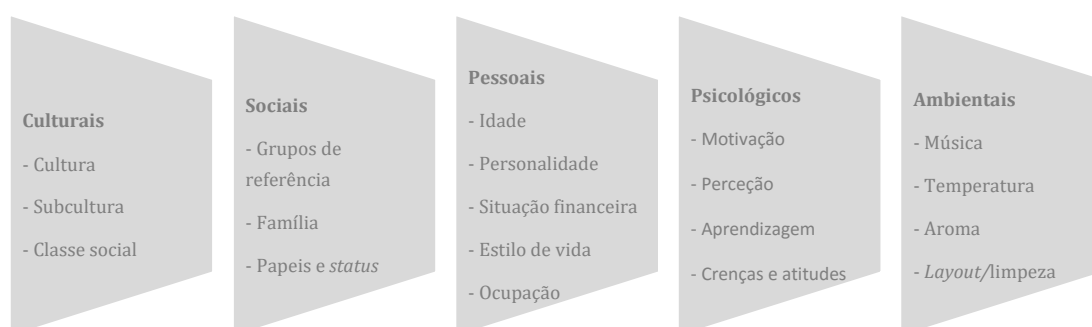 Culturais
- Cultura
- Subcultura
- Classe social
Sociais
- Grupos de
referência
- Família
- Papeis e status
Pessoais
- Idade
- Personalidade
- Situação financeira
- Estilo de vida
- Ocupação
Psicológicos
- Motivação
- Perceção
- Aprendizagem
- Crenças e atitudes
Ambientais
- Música
- Temperatura
- Aroma
- Layout/limpeza